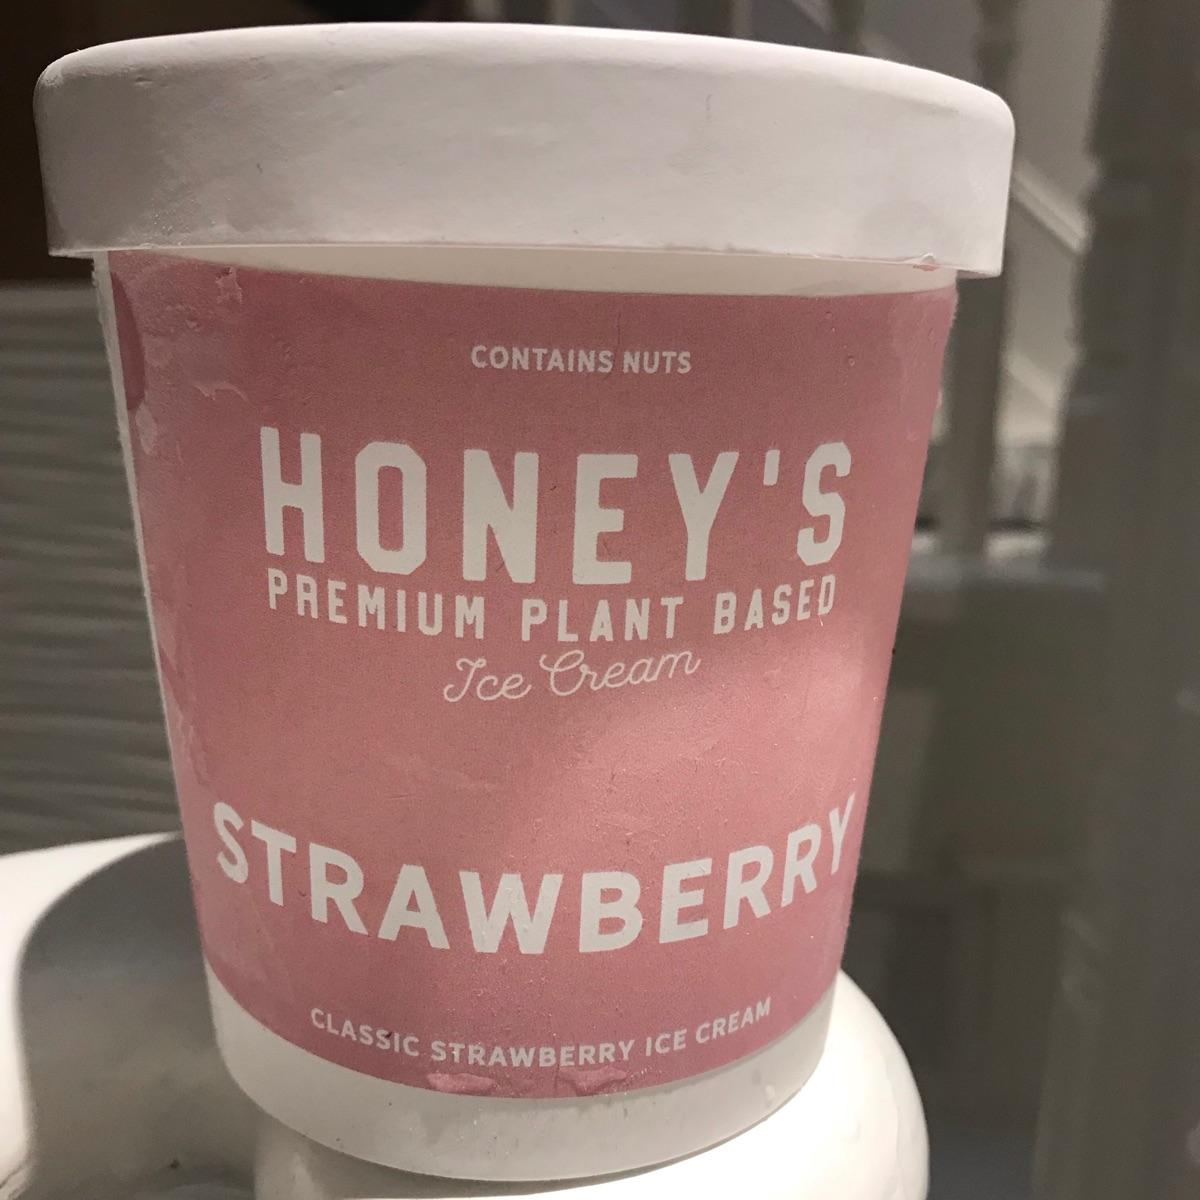 CONTAINS NUTS
HONEY'S
PREMIUM PLANT BASED
Ice Cream
STRAWBERRY
CLASSIC STRAWBERRY ICE CREAM